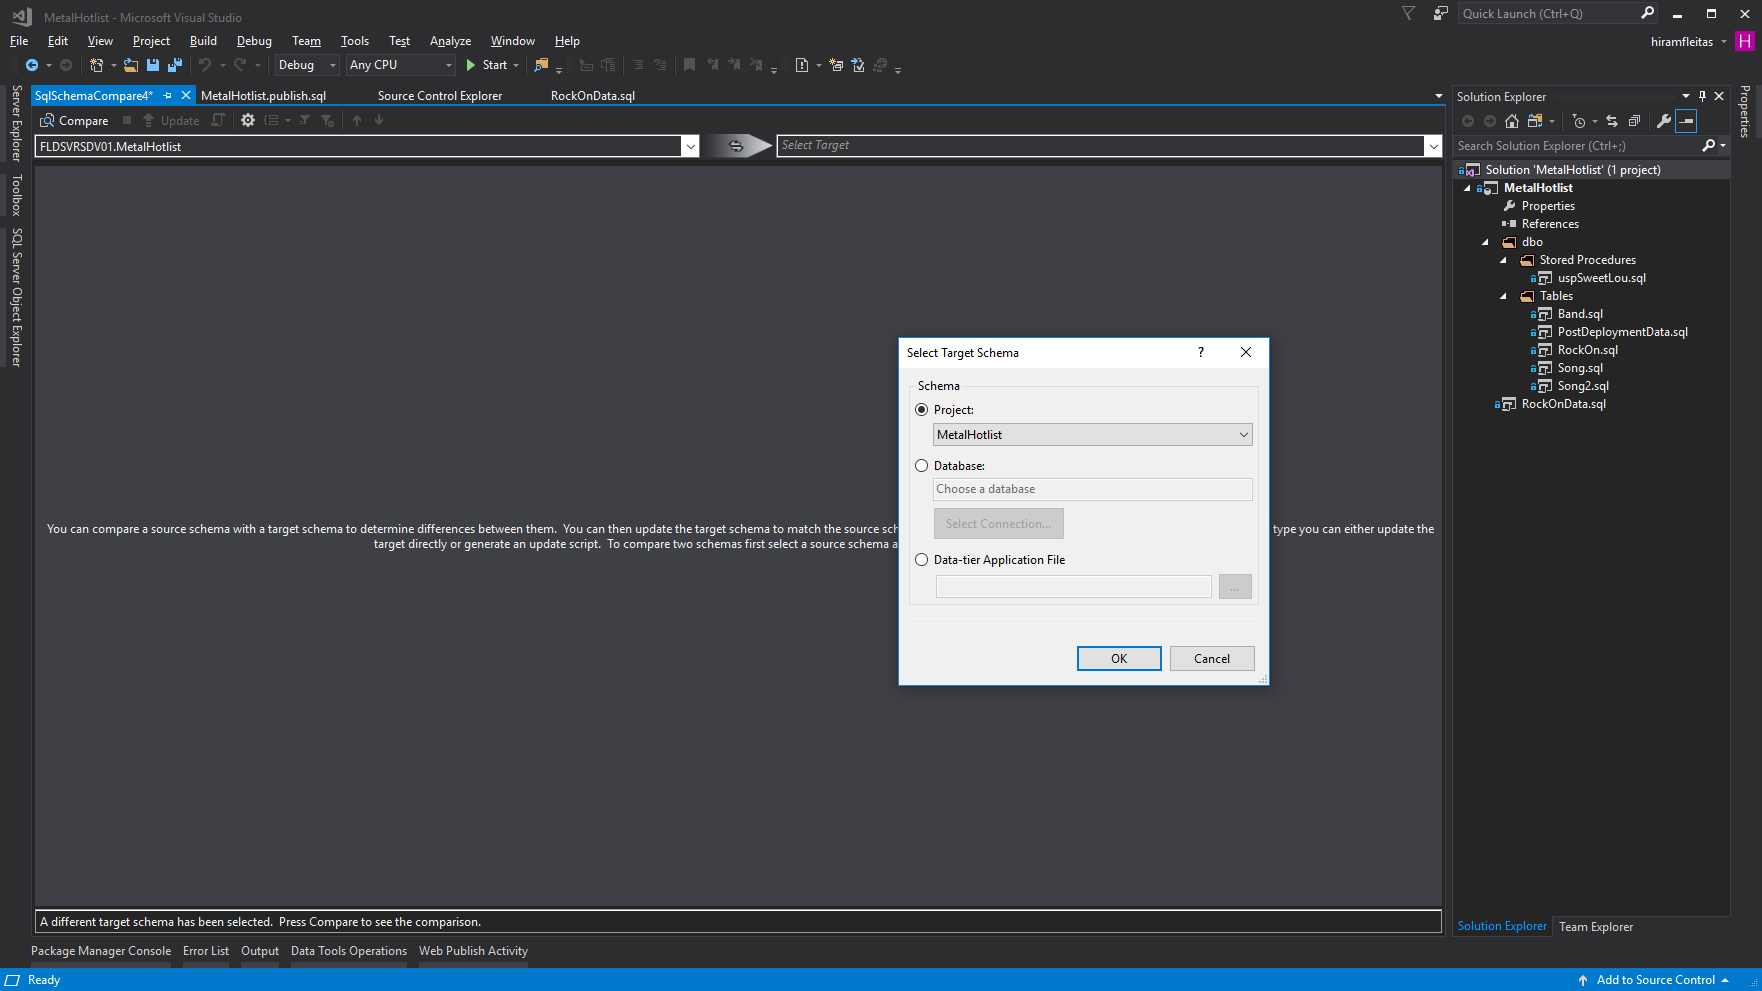 MetalHotlist - Microsoft Visual Studio
Quick Launch (Ctrl+Q)
File Edit View Project Build Debug Team Tools Test Analyze Window Help
hiramfleitas
H
Debug
Any CPU
Start
Server Explorer
Toolbox
SQL Server Object Explorer
SqlSchemaCompare4*
MetalHotlist.publish.sql
Source Control Explorer
RockOnData.sql
Compare
Update
FLDSVRSDV01.MetalHotlist
Select Target
You can compare a source schema with a target schema to determine differences between them.  You can then update the target schema to match the source sch
type you can either update the
target directly or generate an update script.  To compare two schemas first select a source schema a
Select Target Schema
?
Schema
Project:
MetalHotlist
Database:
Choose a database
Select Connection...
Data-tier Application File
...
OK
Cancel
A different target schema has been selected.  Press Compare to see the comparison.
Solution Explorer
Search Solution Explorer (Ctrl+;)
Solution 'MetalHotlist' (1 project)
MetalHotlist
Properties
References
dbo
Stored Procedures
uspSweetLou.sql
Tables
Band.sql
PostDeploymentData.sql
RockOn.sql
Song.sql
Song2.sql
RockOnData.sql
Solution Explorer
Team Explorer
Properties
Package Manager Console Error List Output Data Tools Operations Web Publish Activity
Ready
Add to Source Control